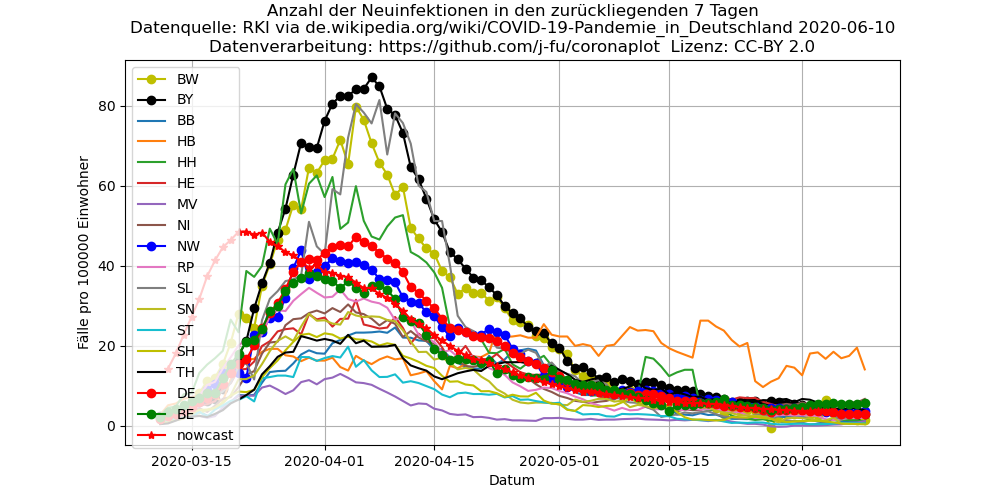 Anzahl der Neuinfektionen in den zurückliegenden 7 Tagen
Datenquelle: RKI via de.wikipedia.org/wiki/COVID-19-Pandemie_in_Deutschland 2020-06-10
Datenverarbeitung: https://github.com/j-fu/coronaplot Lizenz: CC-BY 2.0
Fälle pro 100000 Einwohner
80
60
40
20
0
BW
BY
BB
HB
HH
HE
MV
NI
NW
RP
SL
SN
ST
SH
TH
DE
BE
nowcast
2020-03-15
2020-04-01
2020-04-15
2020-05-01
2020-05-15
2020-06-01
Datum